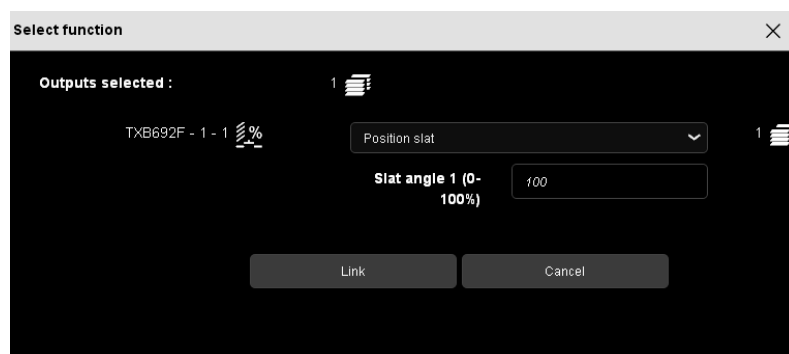 Select function
Outputs selected :
1
TXB692F - 1 - 1 %
Position slat
1
Slat angle 1 (0-
100%)
100
Link
Cancel